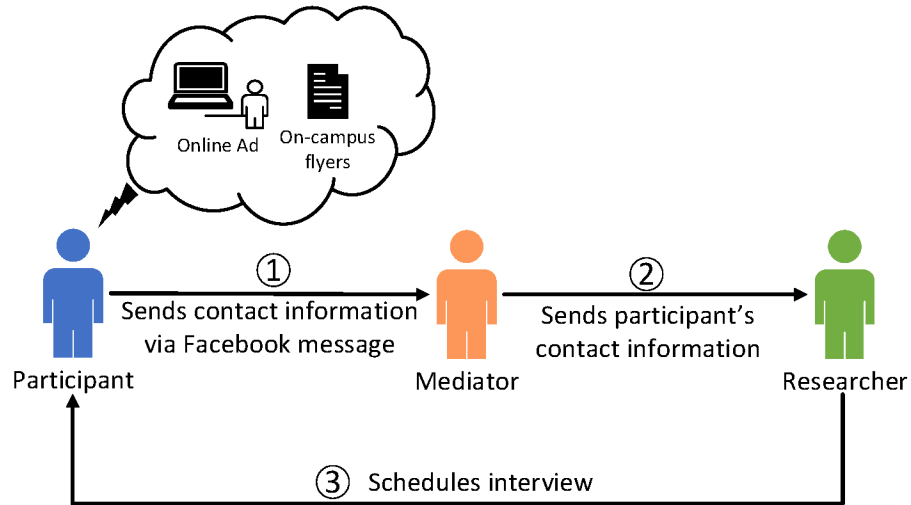 Online Ad
On-campus
flyers
1
Sends contact information
via Facebook message
2
Sends participant's
contact information
Participant
Mediator
Researcher
3 Schedules interview